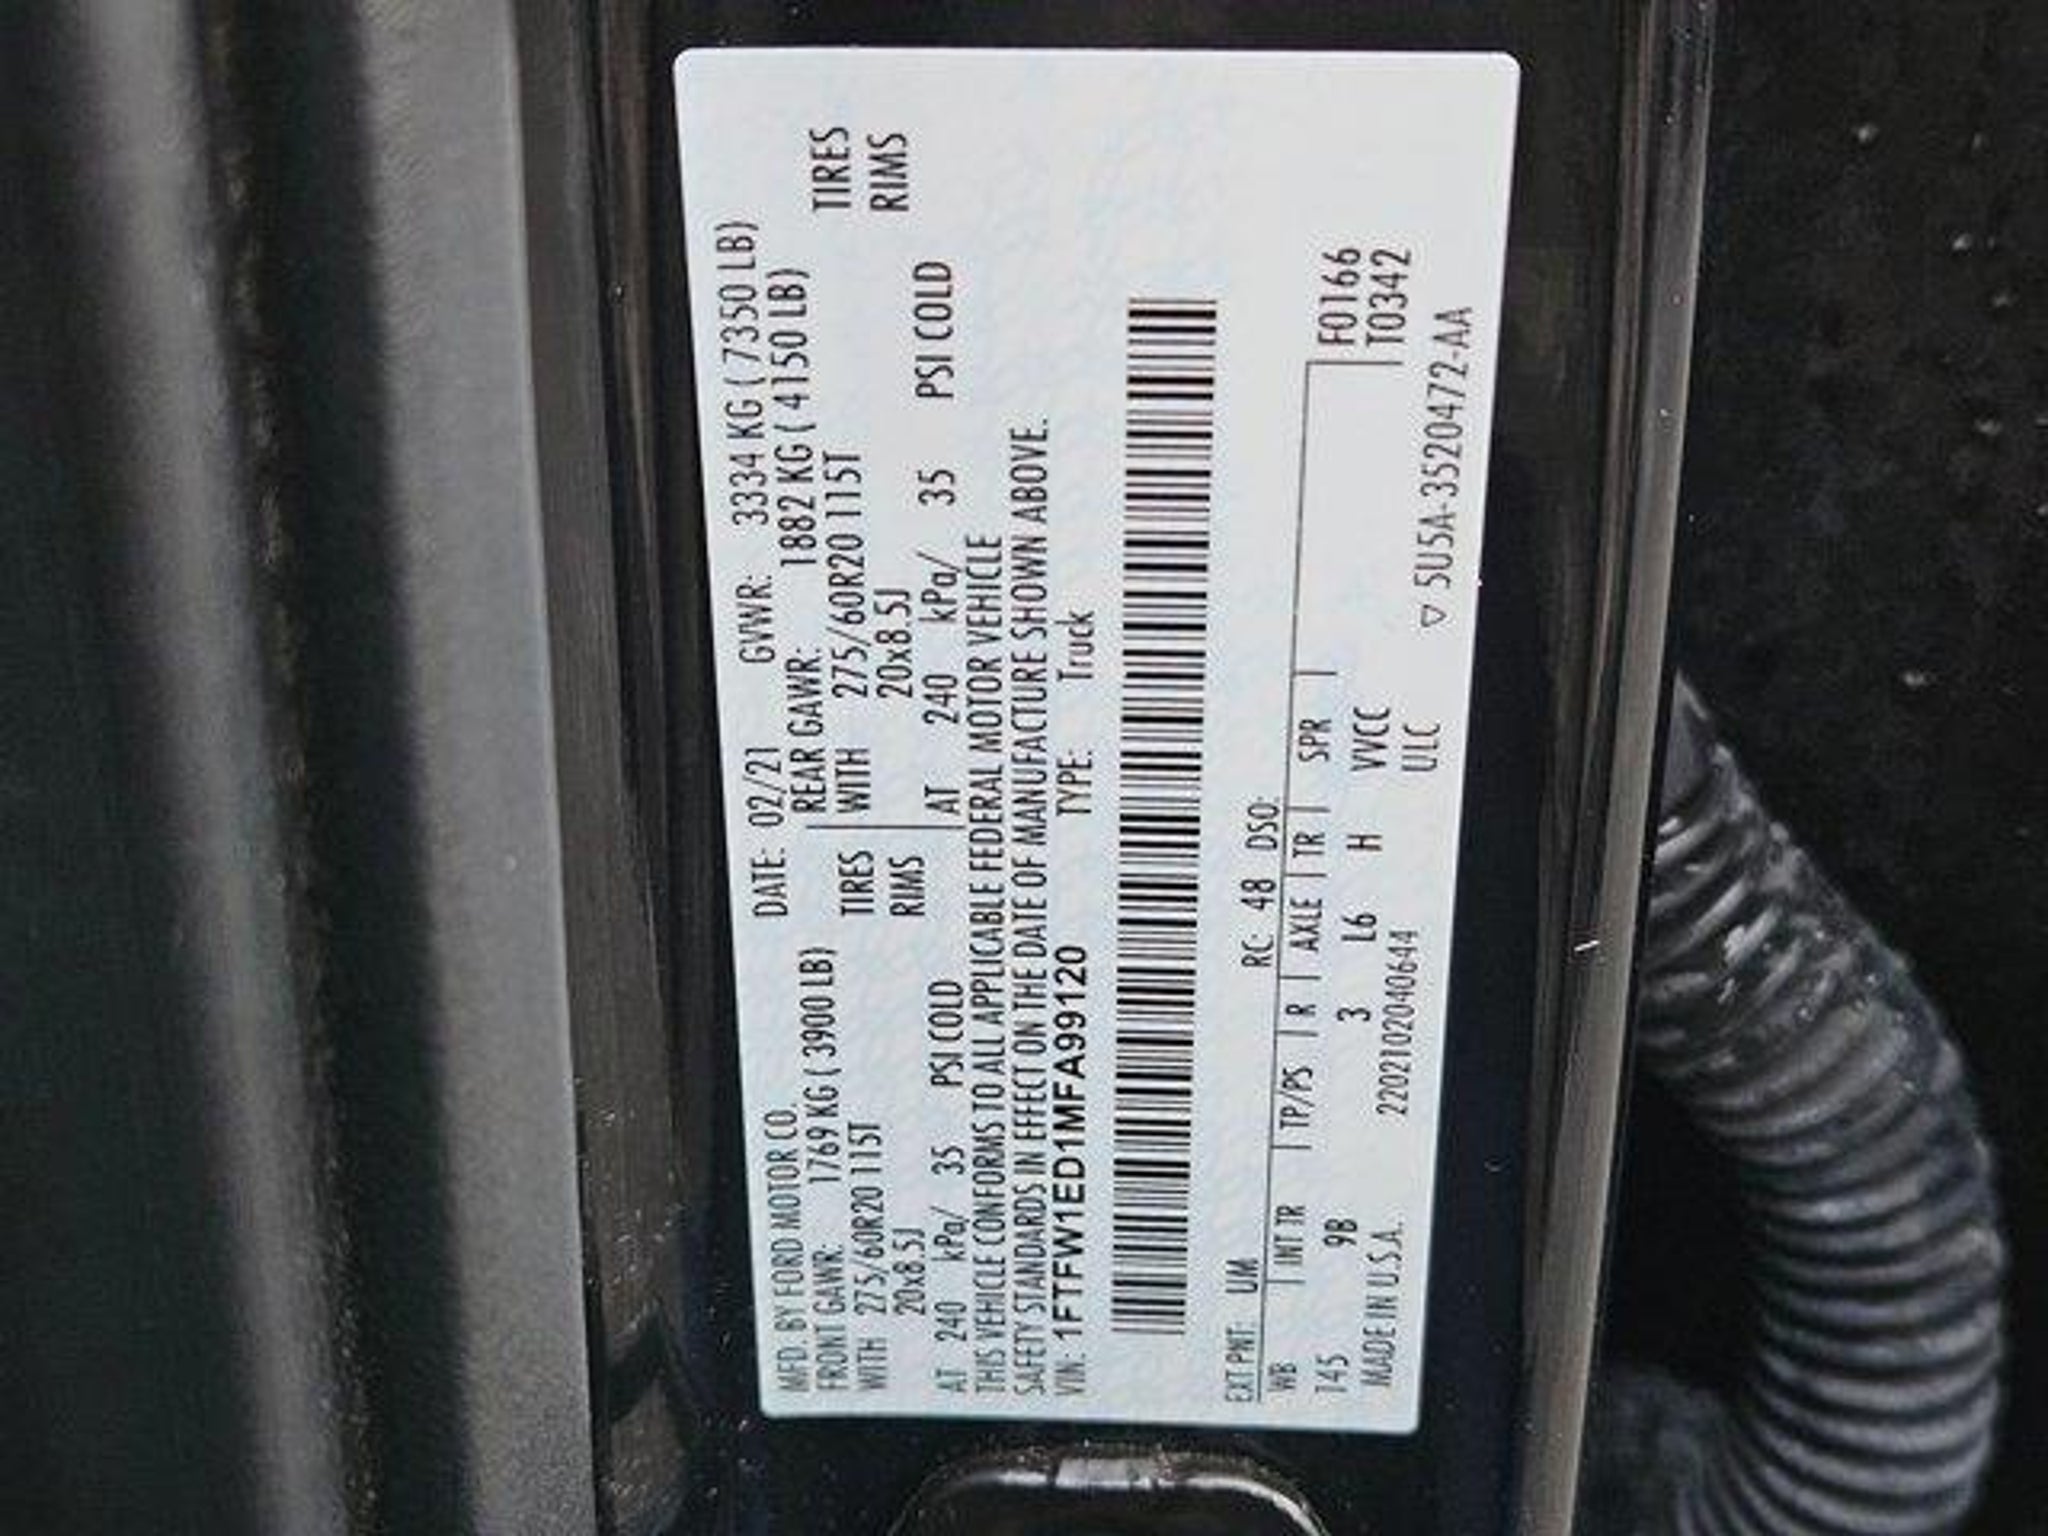 MFD. BY FORD MOTOR CO. DATE: 02/21 GVWR: 3334 KG ( 7350 LB)
FRONT GAWR: 1769 KG ( 3900 LB) REAR GAWR: 1882 KG ( 4150 LB)
WITH 275/60R20 115T TIRES WITH 275/60R20 115T TIRES
20x8.5J RIMS 20x8.5J RIMS
AT 240 kPa/ 35 PSI COLD AT 240 kPa/ 35 PSI COLD
THIS VEHICLE CONFORMS TO ALL APPLICABLE FEDERAL MOTOR VEHICLE
SAFETY STANDARDS IN EFFECT ON THE DATE OF MANUFACTURE SHOWN ABOVE.
VIN: 1FTFW1ED1MFA99120 TYPE: Truck
EXT PNT: UM RC: 48 DSO:
WB INT TR TP/PS R AXLE TR SPR F0166
145 9B 3 L6 H VVCC T0342
MADE IN U.S.A. 2202102040644 ULC ▽ 5U5A-3520472-AA